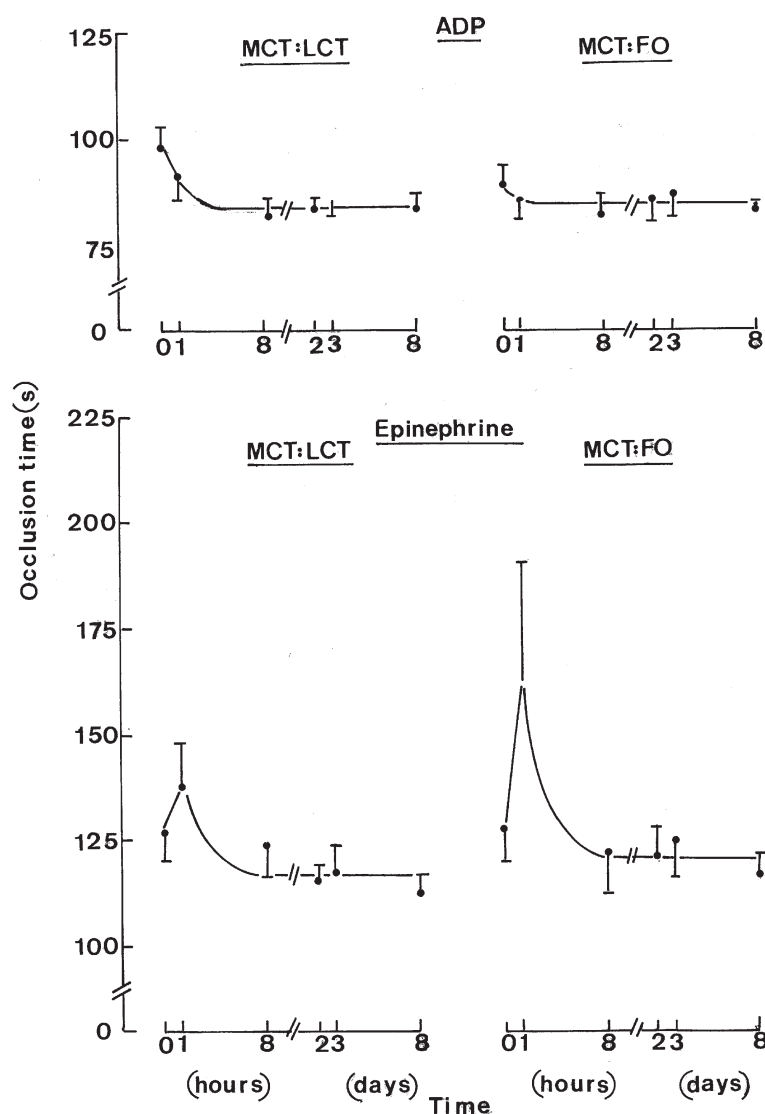 ADP
MCT:LCT
MCT:FO
125
100
75
0
0 1 8 2 3 8
0 1 8 2 3 8
Occlusion time(s)
Epinephrine
MCT:LCT
MCT:FO
225
200
175
150
125
100
0
0 1 8 2 3 8
0 1 8 2 3 8
(hours) (days) (hours) (days)
Time